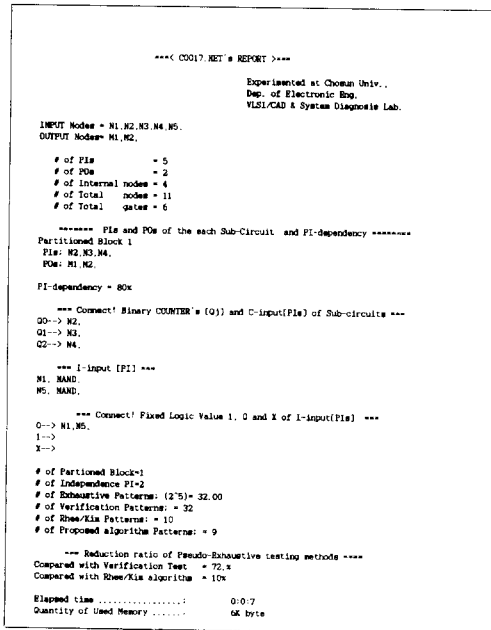 ===< C0017.NET's REPORT >===
Experimented at Chosun Univ.,
Dep. of Electronic Eng.
VLSI/CAD & System Diagnosis Lab.
INPUT Nodes = N1,N2,N3,N4,N5.
OUTPUT Nodes= M1,M2,
# of PIs = 5
# of POs = 2
# of Internal nodes = 4
# of Total nodes = 11
# of Total gates = 6
======= PIs and POs of the each Sub-Circuit and PI-dependency ========
Partitioned Block 1
PIs: N2,N3,N4,
POs: M1,M2.
PI-dependency = 80%
=== Connect! Binary COUNTER's (Qj) and C-input[PIs] of Sub-circuits ===
Q0--> N2,
Q1--> N3,
Q2--> N4,
=== I-input [PI] ===
N1, NAND.
N5, NAND.
=== Connect! Fixed Logic Value 1, 0 and X of I-input[PIs] ===
0--> N1,N5,
1-->
X-->
# of Partioned Block=1
# of Independence PI=2
# of Exhaustive Patterns: (2^5)= 32.00
# of Verification Patterns: = 32
# of Rhee/Kim Patterns: = 10
# of Proposed algorithm Patterns: = 9
=== Reduction ratio of Pseudo-Exhaustive testing methods ====
Compared with Verification Test = 72.%
Compared with Rhee/Kim algorithm = 10%
Elapsed time .................: 0:0:7
Quantity of Used Memory ......: 6K byte